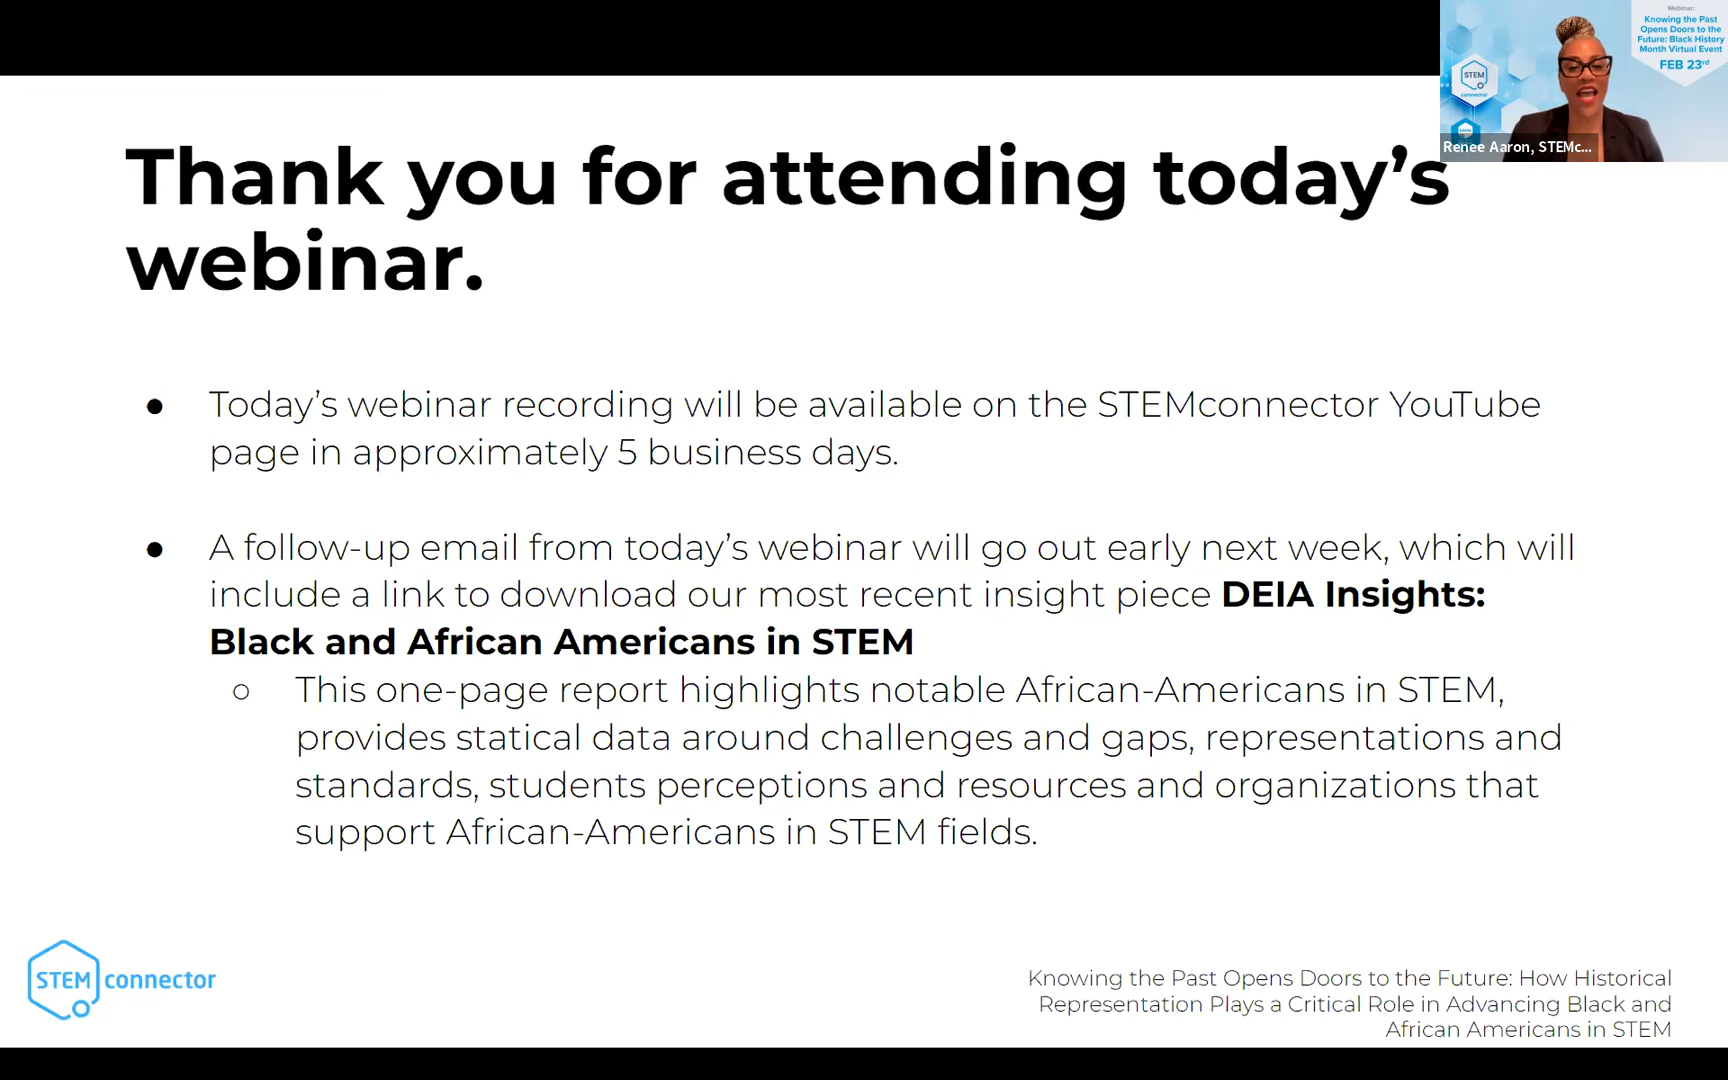 Webinar:
Knowing the Past
Opens Doors to the
Future: Black History
Month Virtual Event
FEB 23rd
STEM
connector
Renee Aaron, STEMc...
Thank you for attending today’s
webinar.
● Today’s webinar recording will be available on the STEMconnector YouTube
page in approximately 5 business days.
● A follow-up email from today’s webinar will go out early next week, which will
include a link to download our most recent insight piece DEIA Insights:
Black and African Americans in STEM
○ This one-page report highlights notable African-Americans in STEM,
provides statical data around challenges and gaps, representations and
standards, students perceptions and resources and organizations that
support African-Americans in STEM fields.
STEM connector
Knowing the Past Opens Doors to the Future: How Historical
Representation Plays a Critical Role in Advancing Black and
African Americans in STEM